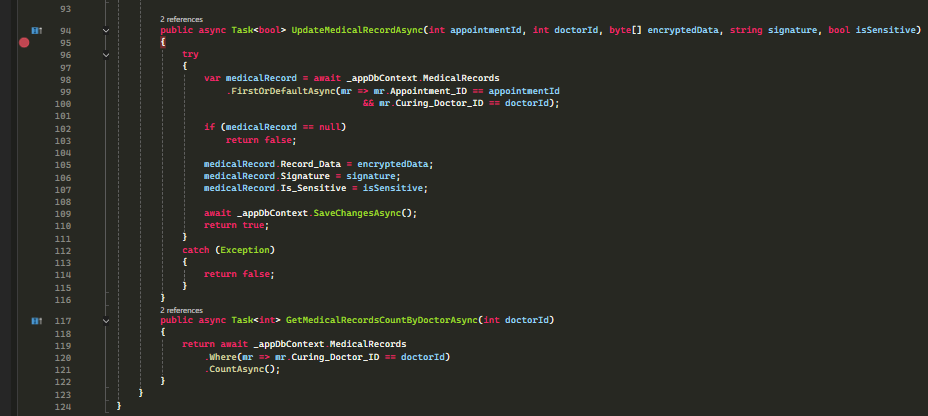 93
2 references
94 public async Task<bool> UpdateMedicalRecordAsync(int appointmentId, int doctorId, byte[] encryptedData, string signature, bool isSensitive)
95 {
96 try
97 {
98 var medicalRecord = await _appDbContext.MedicalRecords
99 .FirstOrDefaultAsync(mr => mr.Appointment_ID == appointmentId
100 && mr.Curing_Doctor_ID == doctorId);
101
102 if (medicalRecord == null)
103 return false;
104
105 medicalRecord.Record_Data = encryptedData;
106 medicalRecord.Signature = signature;
107 medicalRecord.Is_Sensitive = isSensitive;
108
109 await _appDbContext.SaveChangesAsync();
110 return true;
111 }
112 catch (Exception)
113 {
114 return false;
115 }
116 }
2 references
117 public async Task<int> GetMedicalRecordsCountByDoctorAsync(int doctorId)
118 {
119 return await _appDbContext.MedicalRecords
120 .Where(mr => mr.Curing_Doctor_ID == doctorId)
121 .CountAsync();
122 }
123 }
124 }